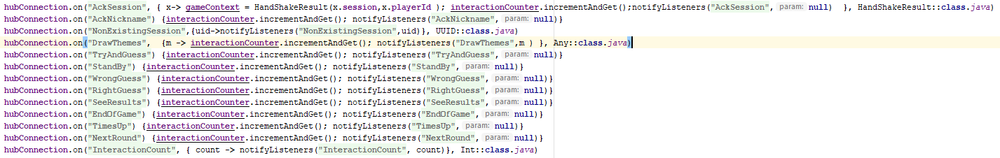 hubConnection.on("AckSession", { x-> gameContext = HandShakeResult(x.session,x.playerId ); interactionCounter.incrementAndGet();notifyListeners("AckSession", param: null)  }, HandShakeResult::class.java)
hubConnection.on("AckNickname") {interactionCounter.incrementAndGet(); notifyListeners("AckNickname", param: null)}
hubConnection.on("NonExistingSession",{uid->notifyListeners("NonExistingSession",uid)}, UUID::class.java)
hubConnection.on("DrawThemes",  {m -> interactionCounter.incrementAndGet(); notifyListeners("DrawThemes",m ) }, Any::class.java)
hubConnection.on("TryAndGuess") {interactionCounter.incrementAndGet(); notifyListeners("TryAndGuess", param: null)}
hubConnection.on("StandBy") {interactionCounter.incrementAndGet(); notifyListeners("StandBy", param: null)}
hubConnection.on("WrongGuess") {interactionCounter.incrementAndGet(); notifyListeners("WrongGuess", param: null)}
hubConnection.on("RightGuess") {interactionCounter.incrementAndGet(); notifyListeners("RightGuess", param: null)}
hubConnection.on("SeeResults") {interactionCounter.incrementAndGet(); notifyListeners("SeeResults", param: null)}
hubConnection.on("EndOfGame") {interactionCounter.incrementAndGet(); notifyListeners("EndOfGame", param: null)}
hubConnection.on("TimesUp") {interactionCounter.incrementAndGet(); notifyListeners("TimesUp", param: null)}
hubConnection.on("NextRound") {interactionCounter.incrementAndGet(); notifyListeners("NextRound", param: null)}
hubConnection.on("InteractionCount", { count -> notifyListeners("InteractionCount", count)}, Int::class.java)